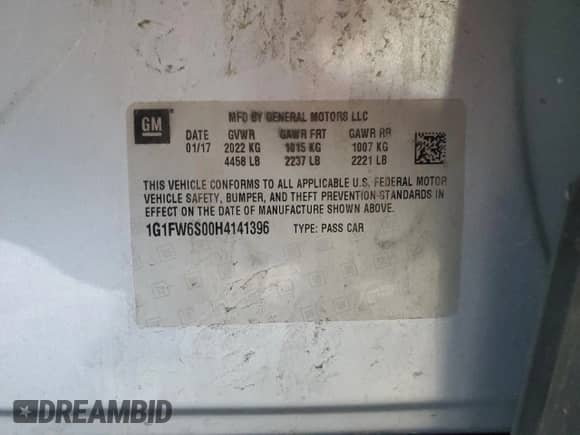 GM
MFD BY GENERAL MOTORS LLC
DATE GVWR GAWR FRT GAWR RR
01/17 2022 KG 1015 KG 1007 KG
4458 LB 2237 LB 2221 LB
THIS VEHICLE CONFORMS TO ALL APPLICABLE U.S. FEDERAL MOTOR
VEHICLE SAFETY, BUMPER, AND THEFT PREVENTION STANDARDS IN
EFFECT ON THE DATE OF MANUFACTURE SHOWN ABOVE.
1G1FW6S00H4141396 TYPE: PASS CAR
DREAMBID